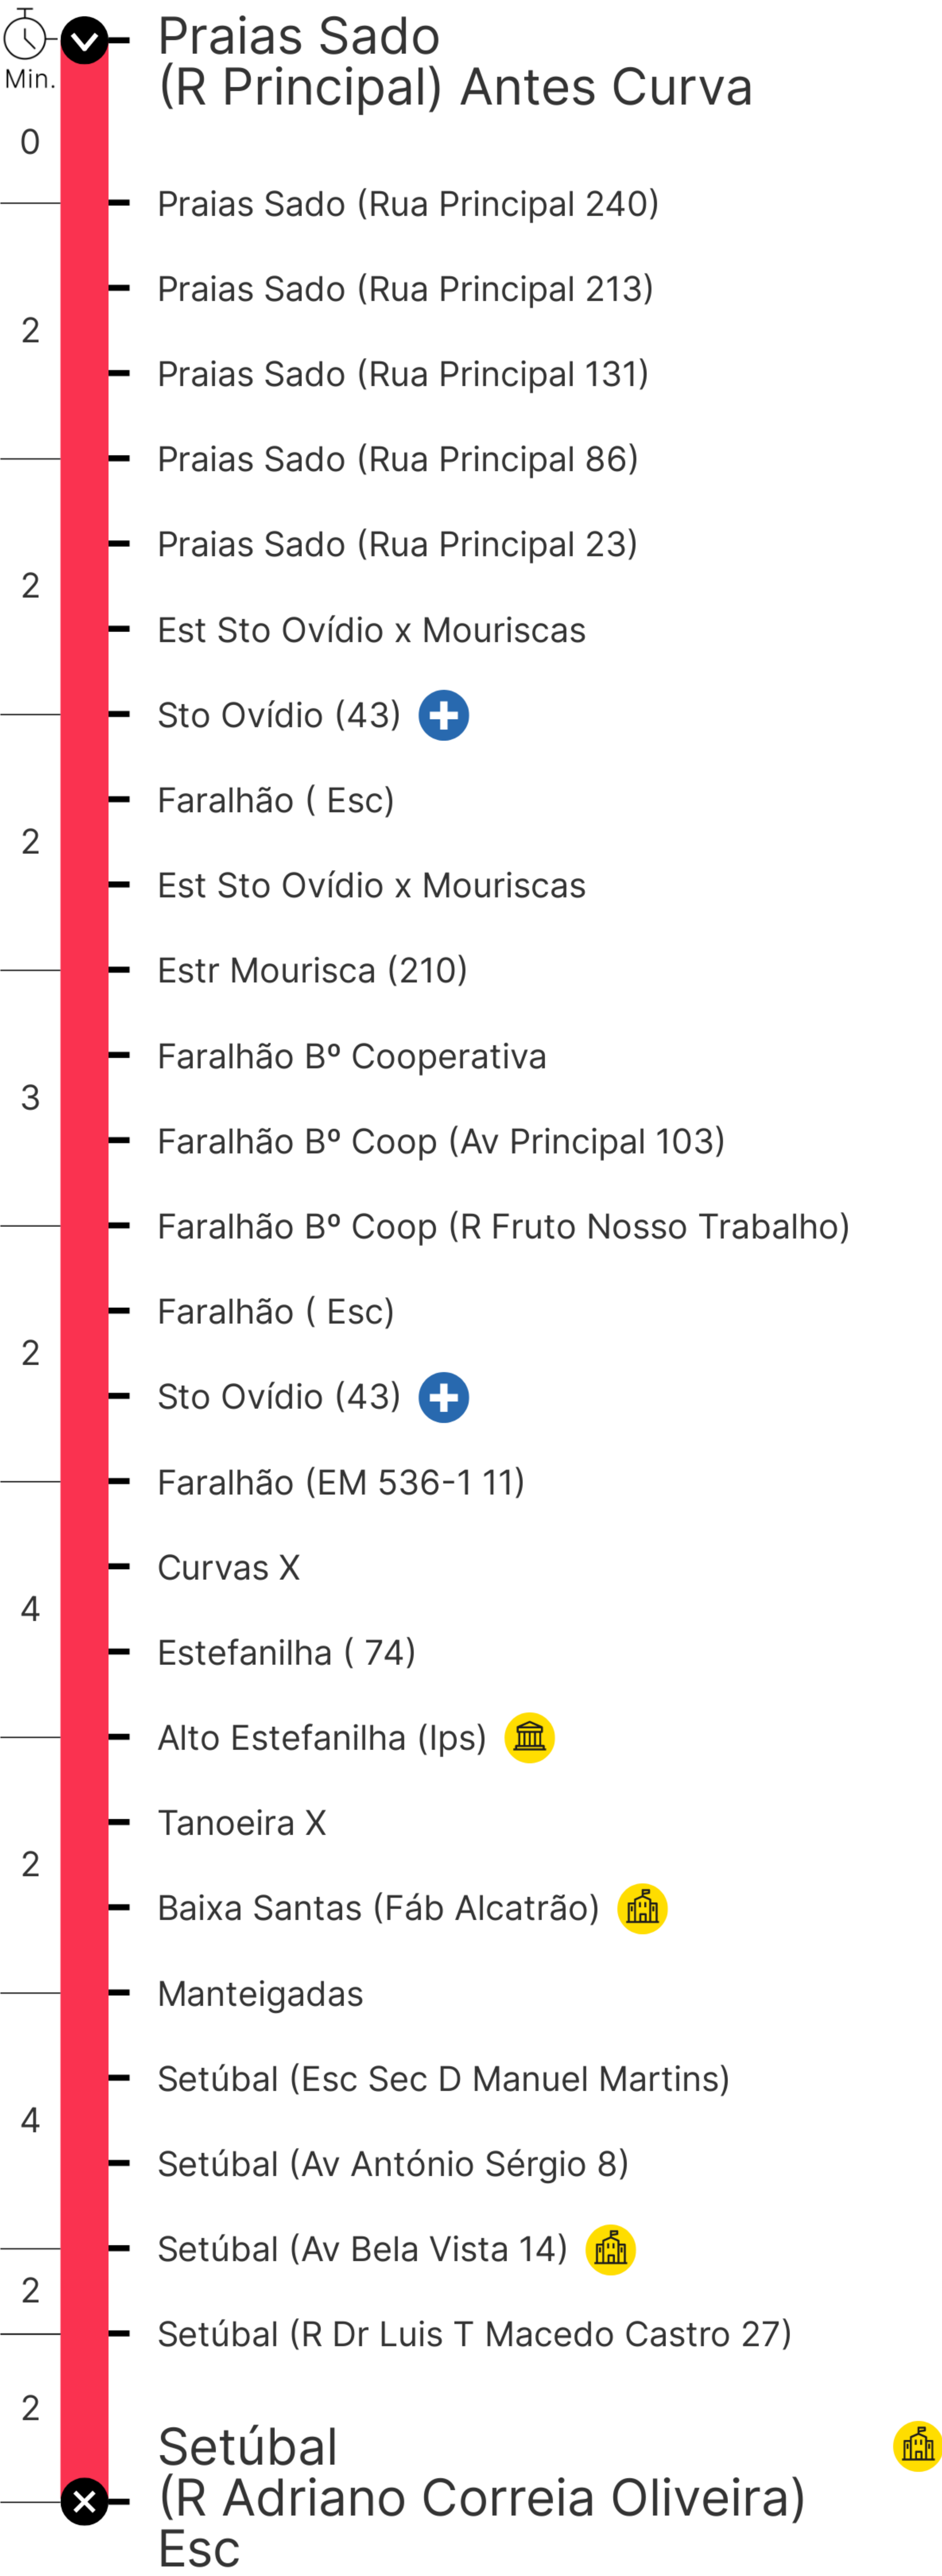 Praias Sado
(R Principal) Antes Curva
Min.
0
Praias Sado (Rua Principal 240)
Praias Sado (Rua Principal 213)
2
Praias Sado (Rua Principal 131)
Praias Sado (Rua Principal 86)
Praias Sado (Rua Principal 23)
2
Est Sto Ovídio x Mouriscas
Sto Ovídio (43)
Faralhão ( Esc)
2
Est Sto Ovídio x Mouriscas
Estr Mourisca (210)
Faralhão Bº Cooperativa
3
Faralhão Bº Coop (Av Principal 103)
Faralhão Bº Coop (R Fruto Nosso Trabalho)
Faralhão ( Esc)
2
Sto Ovídio (43)
Faralhão (EM 536-1 11)
Curvas X
4
Estefanilha ( 74)
Alto Estefanilha (Ips)
Tanoeira X
2
Baixa Santas (Fáb Alcatrão)
Manteigadas
Setúbal (Esc Sec D Manuel Martins)
4
Setúbal (Av António Sérgio 8)
Setúbal (Av Bela Vista 14)
2
Setúbal (R Dr Luis T Macedo Castro 27)
2
Setúbal
(R Adriano Correia Oliveira)
Esc